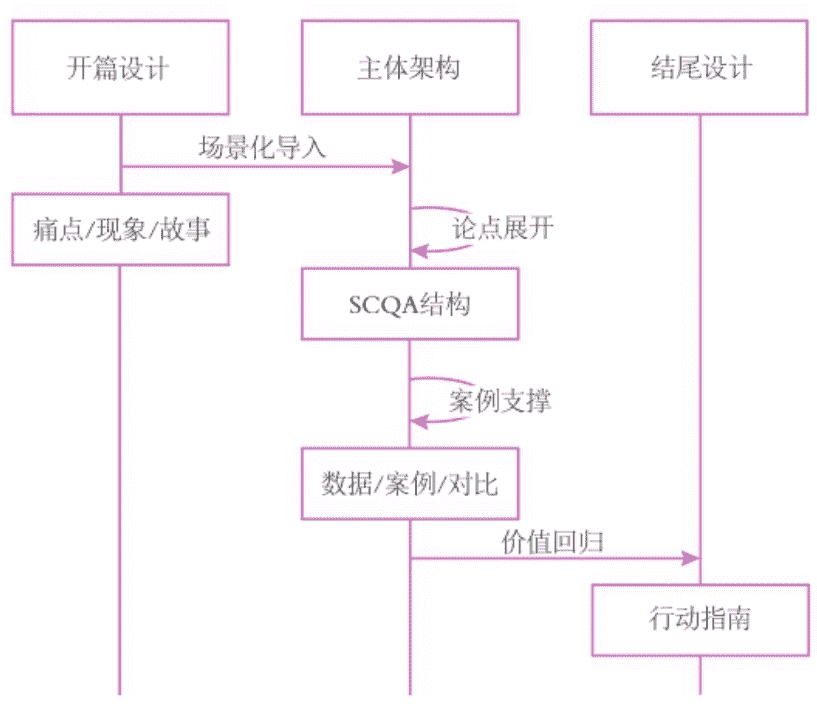 开篇设计
主体架构
结尾设计
场景化导入
痛点/现象/故事
论点展开
SCQA结构
案例支撑
数据/案例/对比
价值回归
行动指南